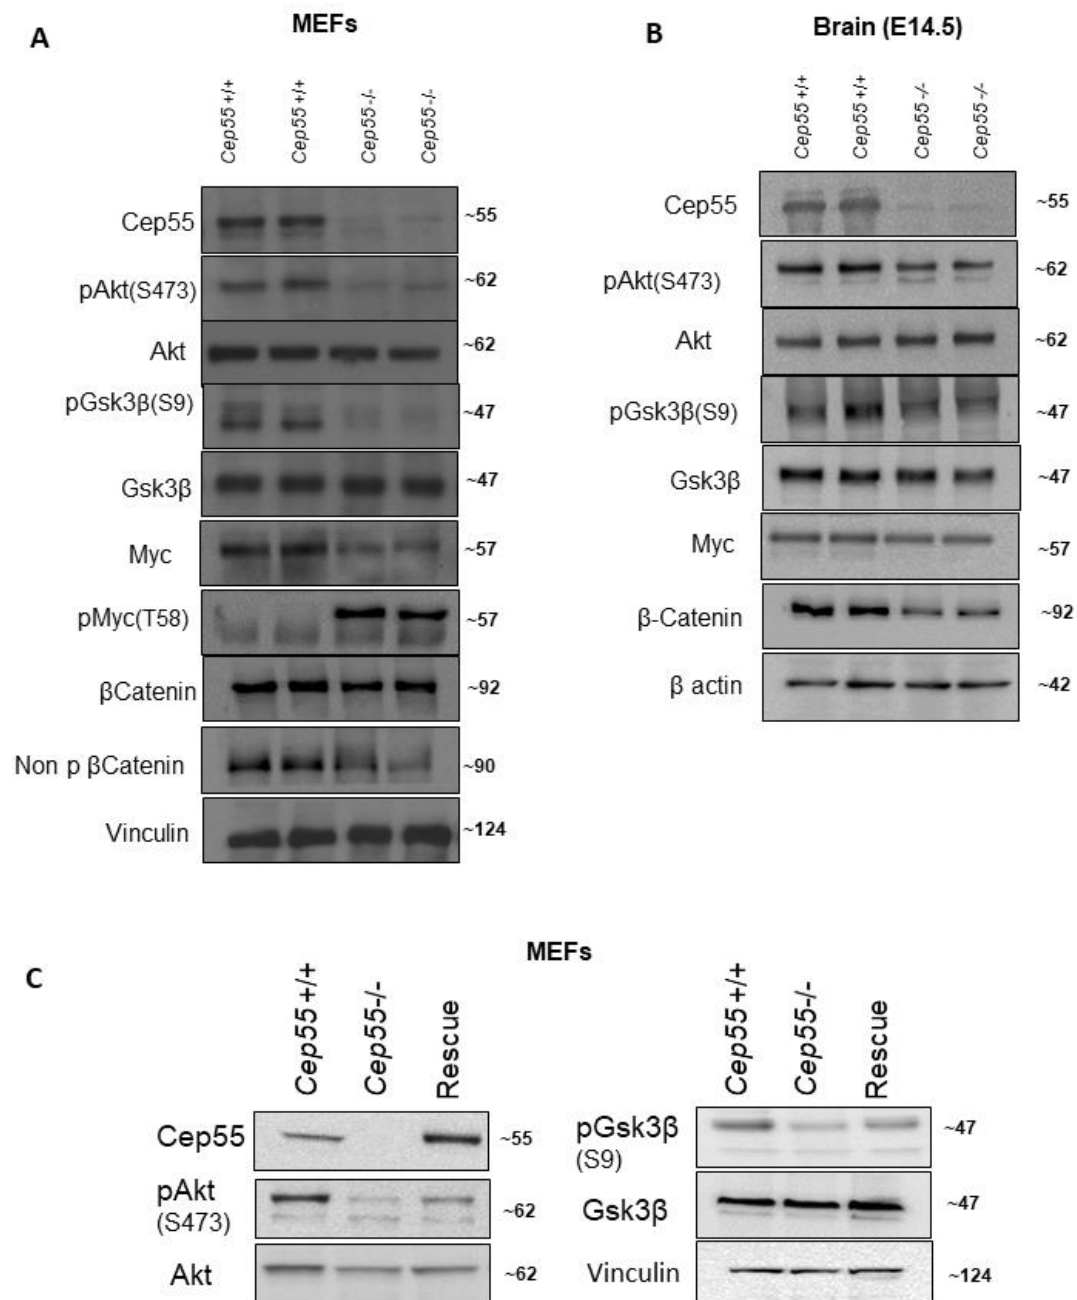 A
MEFs
Cep55+/+
Cep55+/+
Cep55-/-
Cep55-/-
Cep55
~55
pAkt(S473)
~62
Akt
~62
pGsk3β(S9)
~47
Gsk3β
~47
Myc
~57
pMyc(T58)
~57
βCatenin
~92
Non p βCatenin
~90
Vinculin
~124
B
Brain (E14.5)
Cep55+/+
Cep55+/+
Cep55-/-
Cep55-/-
Cep55
~55
pAkt(S473)
~62
Akt
~62
pGsk3β(S9)
~47
Gsk3β
~47
Myc
~57
β-Catenin
~92
β actin
~42
C
MEFs
Cep55+/+
Cep55-/-
Rescue
Cep55
~55
pAkt
(S473)
~62
Akt
~62
Cep55+/+
Cep55-/-
Rescue
pGsk3β
(S9)
~47
Gsk3β
~47
Vinculin
~124